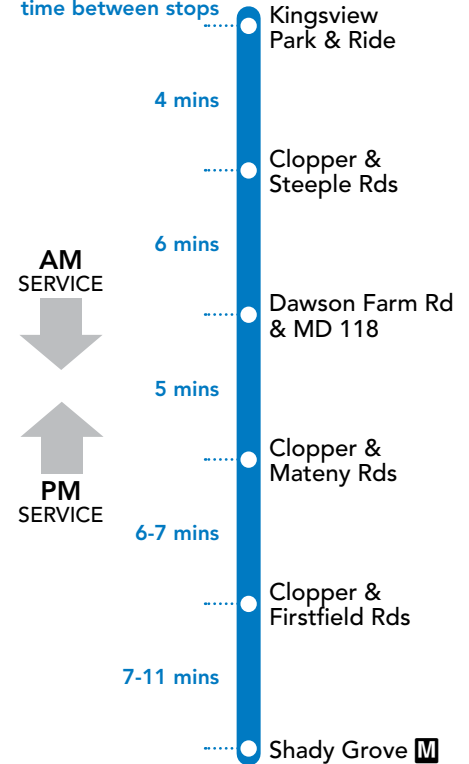 time between stops
Kingsview
Park & Ride
4 mins
Clopper &
Steeple Rds
6 mins
AM
SERVICE
Dawson Farm Rd
& MD 118
5 mins
Clopper &
Mateny Rds
PM
SERVICE
6-7 mins
Clopper &
Firstfield Rds
7-11 mins
Shady Grove M